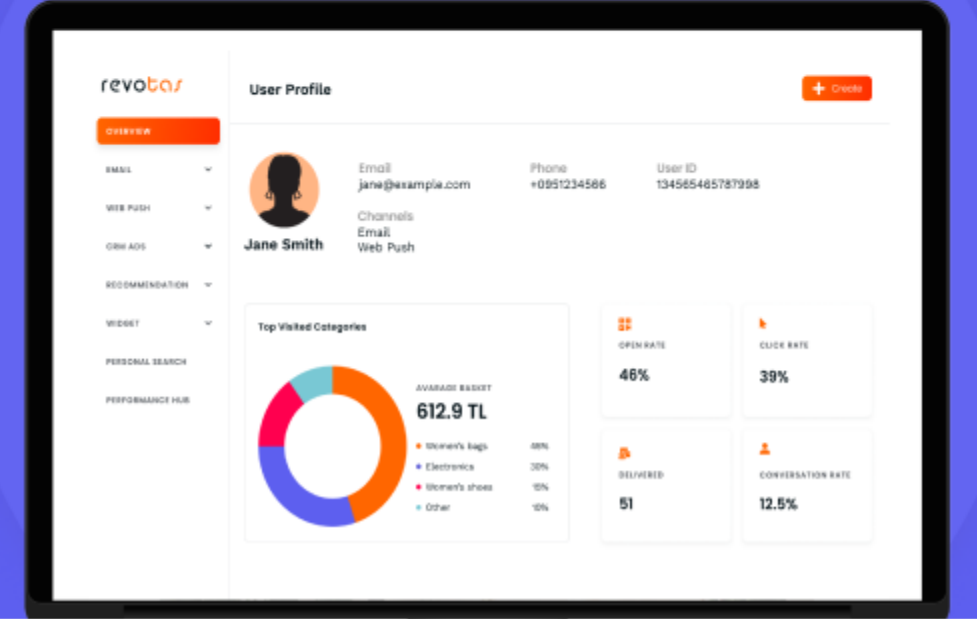 revotas
User Profile
+ Create
OVERVIEW
EMAIL
WEB PUSH
CRM ADS
RECOMMENDATION
WIDGET
PERSONAL SEARCH
PERFORMANCE HUB
Jane Smith
Email
jane@example.com
Phone
+0951234566
User ID
134565465787998
Channels
Email
Web Push
Top Visited Categories
AVARAGE BASKET
612.9 TL
Women's bags
Electronics 30%
Women's shoes 15%
Other 10%
OPEN RATE
46%
CLICK RATE
39%
DELIVERED
51
CONVERSATION RATE
12.5%